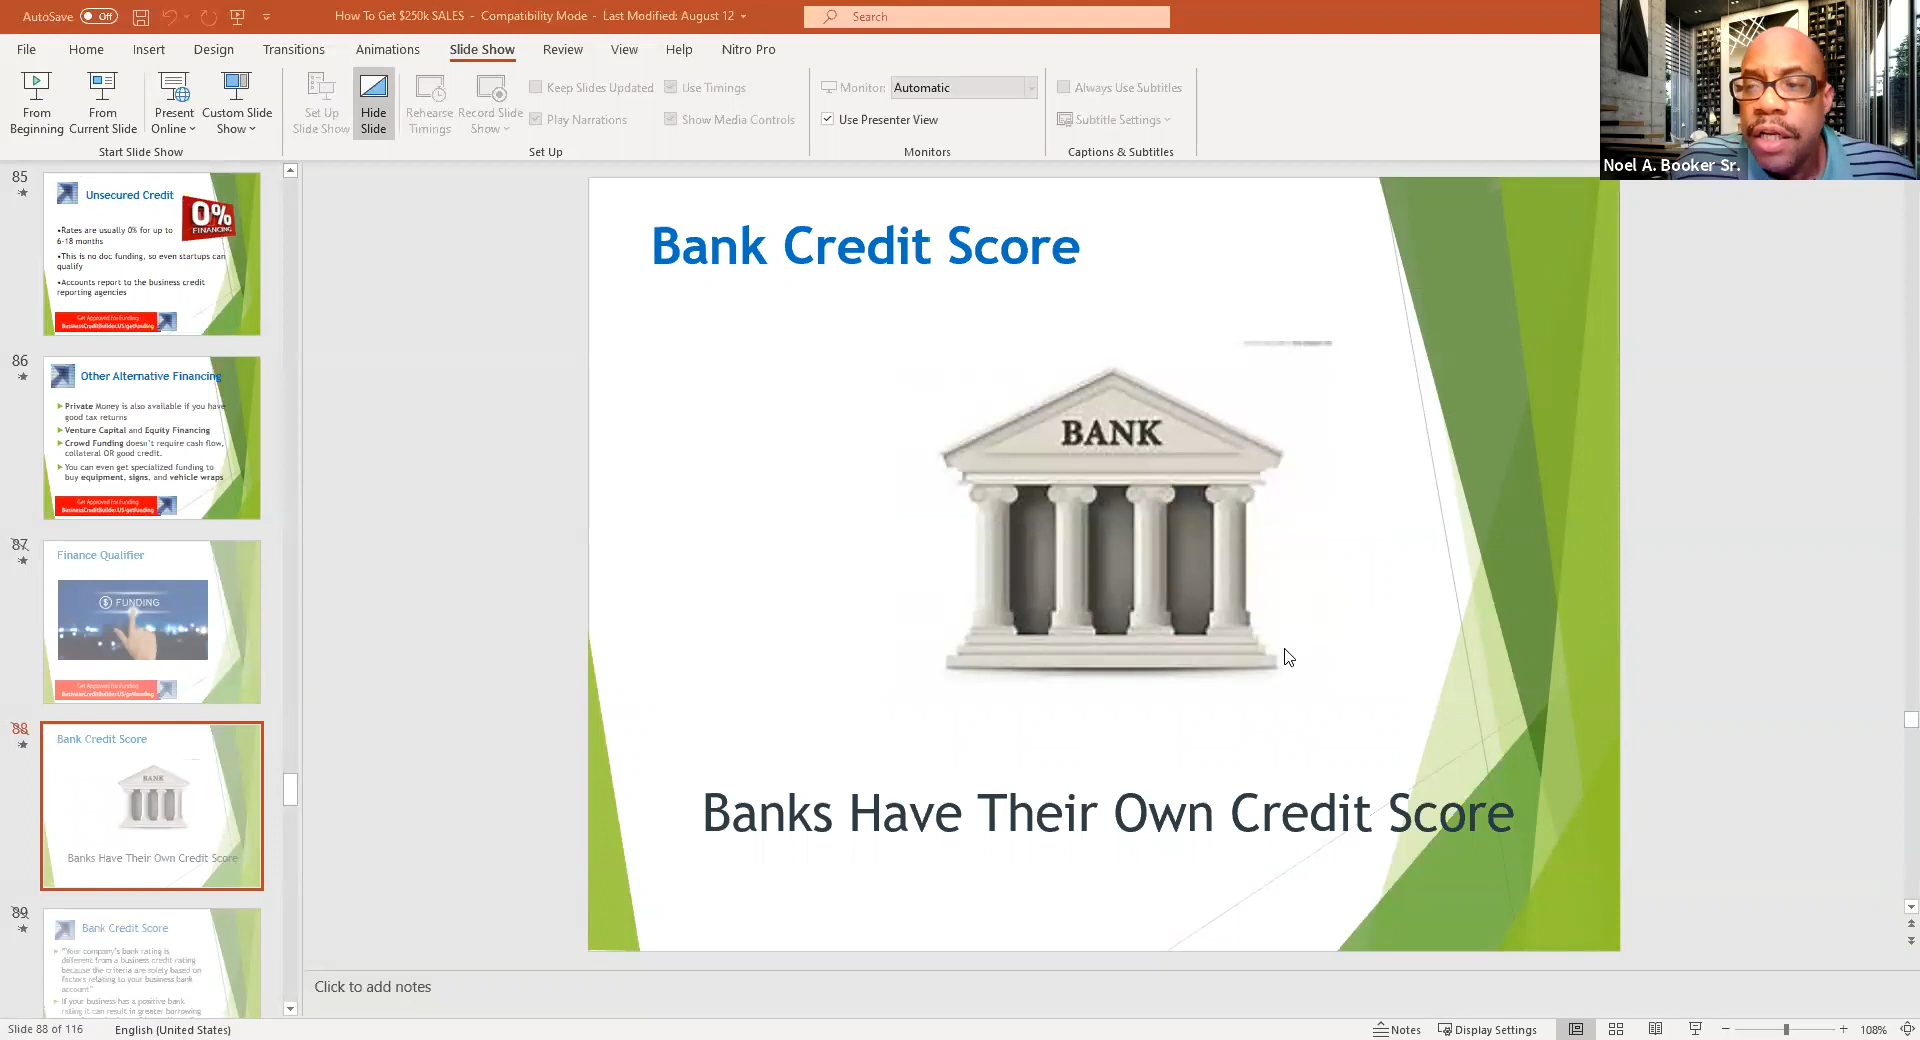 AutoSave Off
How To Get $250k SALES - Compatibility Mode - Last Modified: August 12
Search
File Home Insert Design Transitions Animations Slide Show Review View Help Nitro Pro
From Beginning
From Current Slide
Present Online
Custom Slide Show
Start Slide Show
Set Up Slide Show
Hide Slide
Rehearse Timings
Record Slide Show
Keep Slides Updated
Use Timings
Play Narrations
Show Media Controls
Set Up
Monitor: Automatic
Use Presenter View
Monitors
Always Use Subtitles
Subtitle Settings
Captions & Subtitles
Noel A. Booker Sr.
85
Unsecured Credit
0%
FINANCING
•Rates are usually 0% for up to
6-18 months
•This is no doc funding, so even startups can
qualify
•Accounts report to the business credit
reporting agencies
Get Approved For Funding
BusinessCreditBuilder.US/getfunding
86
Other Alternative Financing
Private Money is also available if you have
good tax returns
Venture Capital and Equity Financing
Crowd Funding doesn't require cash flow,
collateral OR good credit.
You can even get specialized funding to
buy equipment, signs, and vehicle wraps
Get Approved For Funding
BusinessCreditBuilder.US/getfunding
87
Finance Qualifier
$ FUNDING
Get Approved For Funding
BusinessCreditBuilder.US/getfunding
88
Bank Credit Score
BANK
Banks Have Their Own Credit Score
89
Bank Credit Score
"Your company's bank rating is
different from a business credit rating
because the criteria are solely based on
factors relating to your business bank
account"
If your business has a positive bank
rating it can result in greater borrowing
Bank Credit Score
BANK
Banks Have Their Own Credit Score
Click to add notes
Slide 88 of 116
English (United States)
Notes
Display Settings
108%